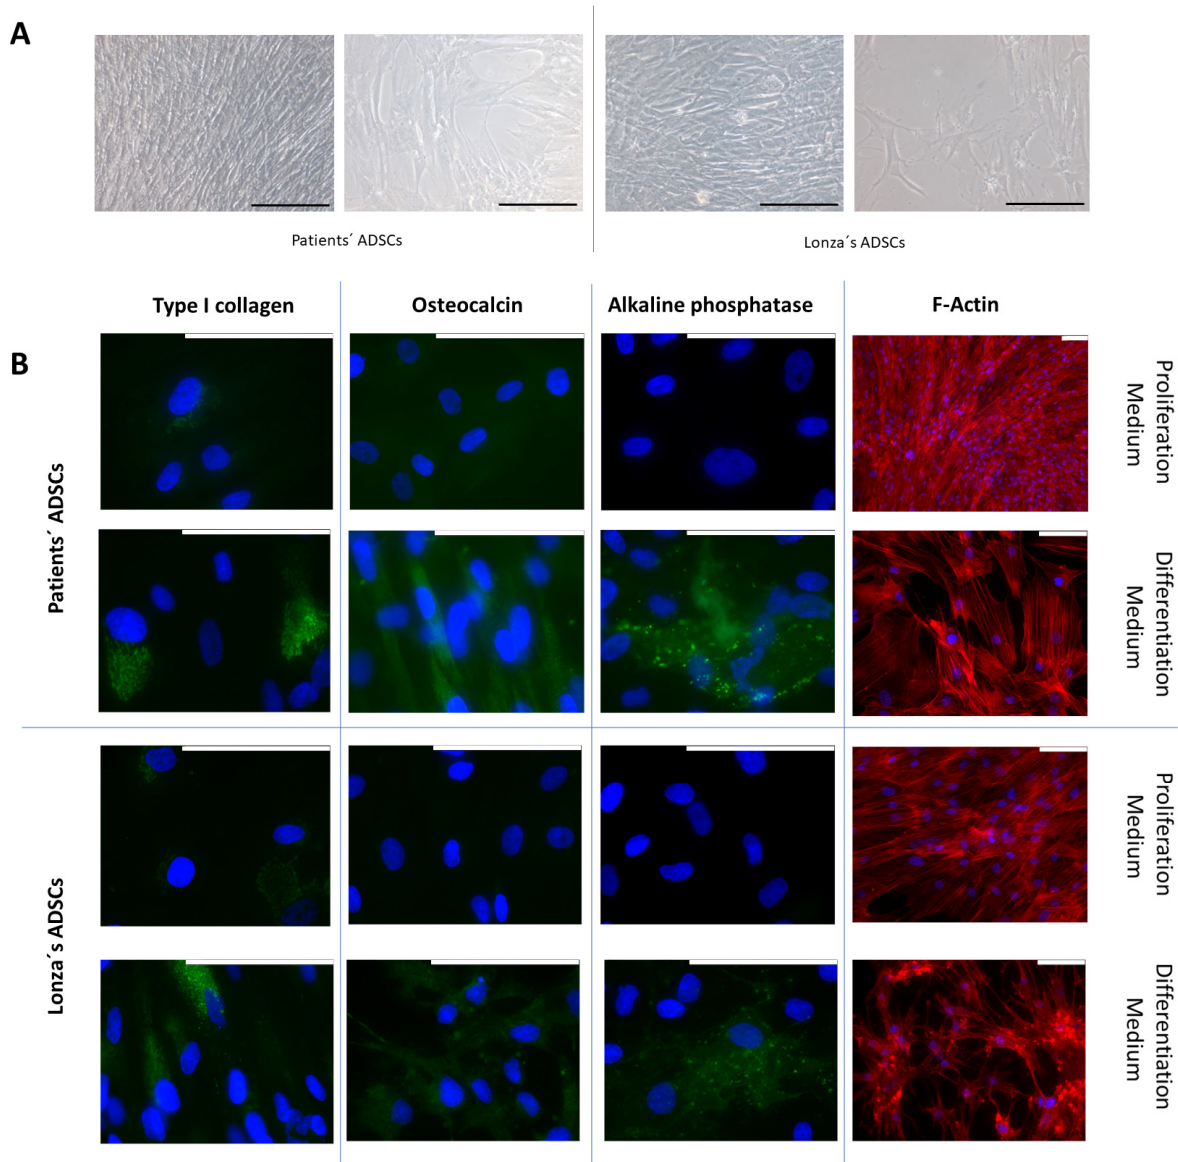 A
Patients´ ADSCs
Lonza´s ADSCs
Type I collagen
Osteocalcin
Alkaline phosphatase
F-Actin
B
Patients´ ADSCs
Proliferation
Medium
Differentiation
Medium
Lonza´s ADSCs
Proliferation
Medium
Differentiation
Medium